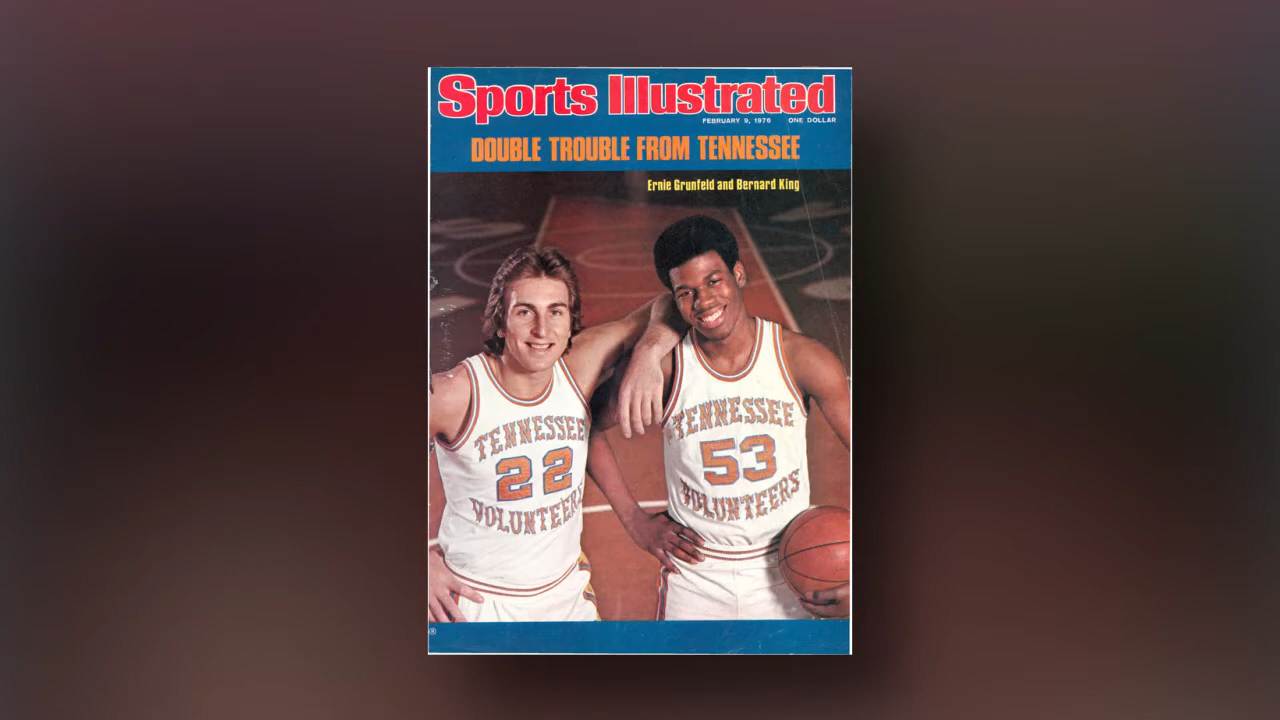 Sports Illustrated
FEBRUARY 9, 1976 ONE DOLLAR
DOUBLE TROUBLE FROM TENNESSEE
Ernie Grunfeld and Bernard King
TENNESSEE
22
VOLUNTEERS
TENNESSEE
53
VOLUNTEERS